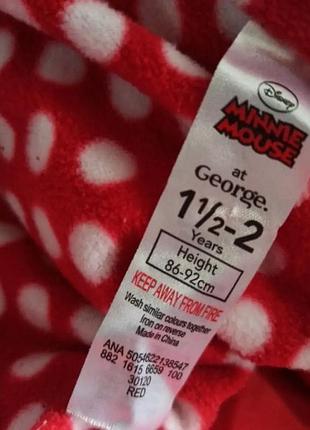 Disney
MINNIE
MOUSE
at
George.
1½-2
Years
Height
86-92cm
KEEP AWAY FROM FIRE
Wash similar colours together
Iron on reverse
Made in China
ANA 5054622138547
882 1615 6659 100
30120
RED